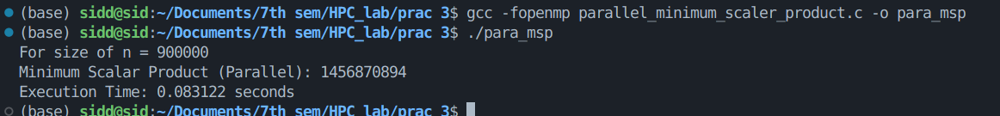 (base) sidd@sid:~/Documents/7th sem/HPC_lab/prac 3$ gcc -fopenmp parallel_minimum_scaler_product.c -o para_msp
(base) sidd@sid:~/Documents/7th sem/HPC_lab/prac 3$ ./para_msp
For size of n = 900000
Minimum Scalar Product (Parallel): 1456870894
Execution Time: 0.083122 seconds
(base) sidd@sid:~/Documents/7th sem/HPC_lab/prac 3$